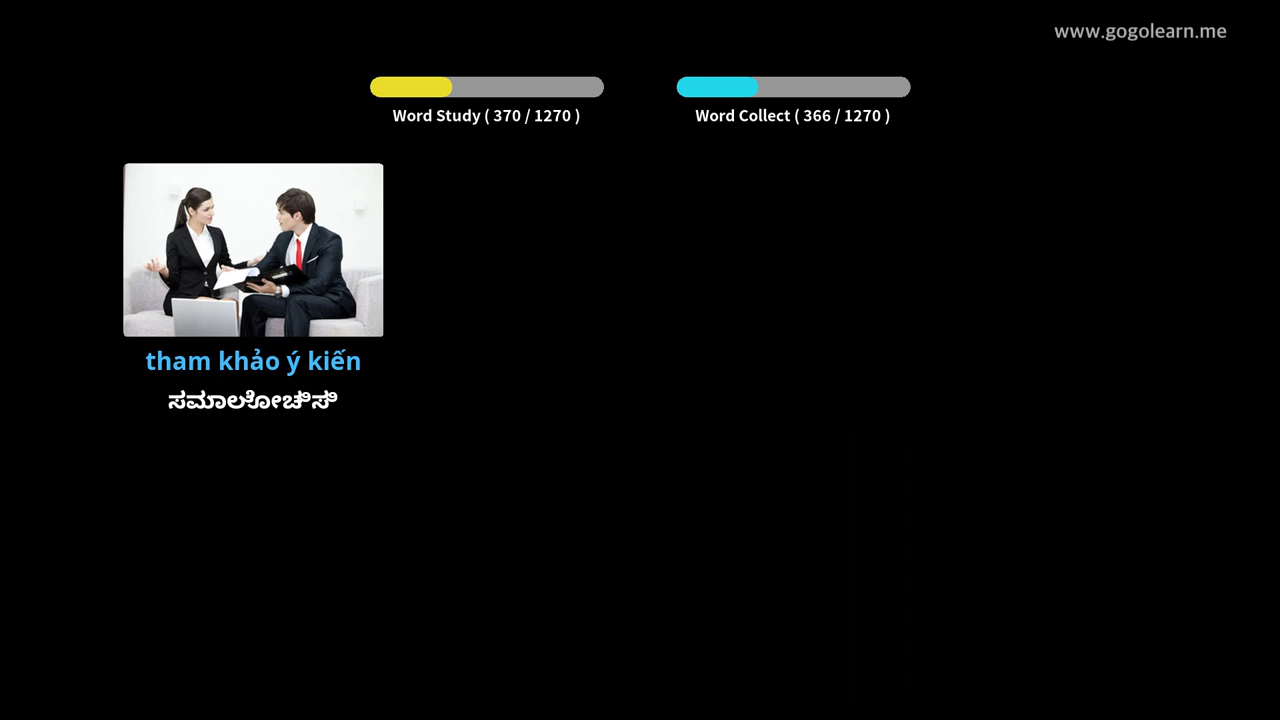 www.gogolearn.me
Word Study ( 370 / 1270 )
Word Collect ( 366 / 1270 )
tham khảo ý kiến
ಸಮಾಲೋಚಿಸಿ